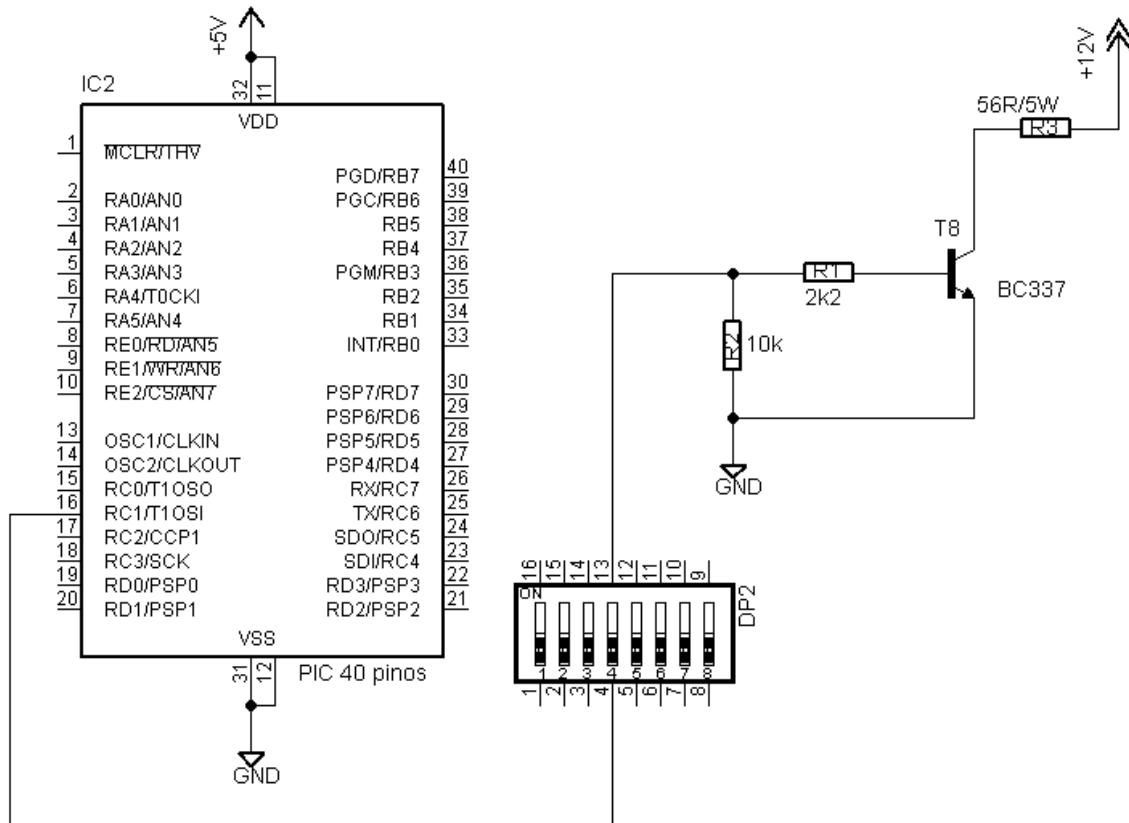 +5V
+12V
IC2
32
11
VDD
56R/5W
R3
1
MCLR/THV
PGD/RB7
40
2
RA0/AN0
PGC/RB6
39
3
RA1/AN1
RB5
38
4
RA2/AN2
RB4
37
5
RA3/AN3
PGM/RB3
36
6
RA4/T0CKI
RB2
35
7
RA5/AN4
RB1
34
8
RE0/RD/AN5
INT/RB0
33
9
RE1/WR/AN6
10
RE2/CS/AN7
PSP7/RD7
30
PSP6/RD6
29
13
OSC1/CLKIN
PSP5/RD5
28
14
OSC2/CLKOUT
PSP4/RD4
27
15
RC0/T1OSO
RX/RC7
26
16
RC1/T1OSI
TX/RC6
25
17
RC2/CCP1
SDO/RC5
24
18
RC3/SCK
SDI/RC4
23
19
RD0/PSP0
RD3/PSP3
22
20
RD1/PSP1
RD2/PSP2
21
VSS
31
12
PIC 40 pinos
GND
T8
BC337
R1
2k2
R2
10k
GND
16 15 14 13 12 11 10 9
ON
DP2
1 2 3 4 5 6 7 8
1 2 3 4 5 6 7 8